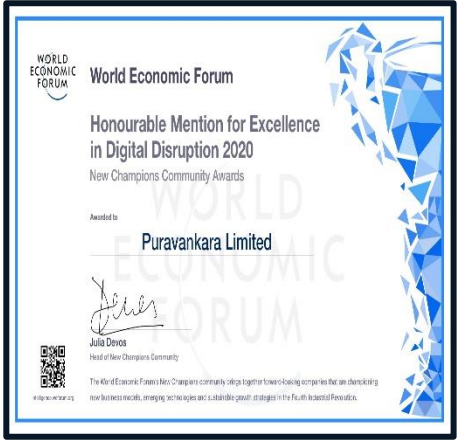 WORLD
ECONOMIC
FORUM
World Economic Forum
Honourable Mention for Excellence
in Digital Disruption 2020
New Champions Community Awards
Awarded to
Puravankara Limited
WORLD
ECONOMIC
FORUM
Julia Devos
Head of New Champions Community
The World Economic Forum's New Champions community brings together forward-looking companies that are championing
new business models, emerging technologies and sustainable growth strategies in the Fourth Industrial Revolution.